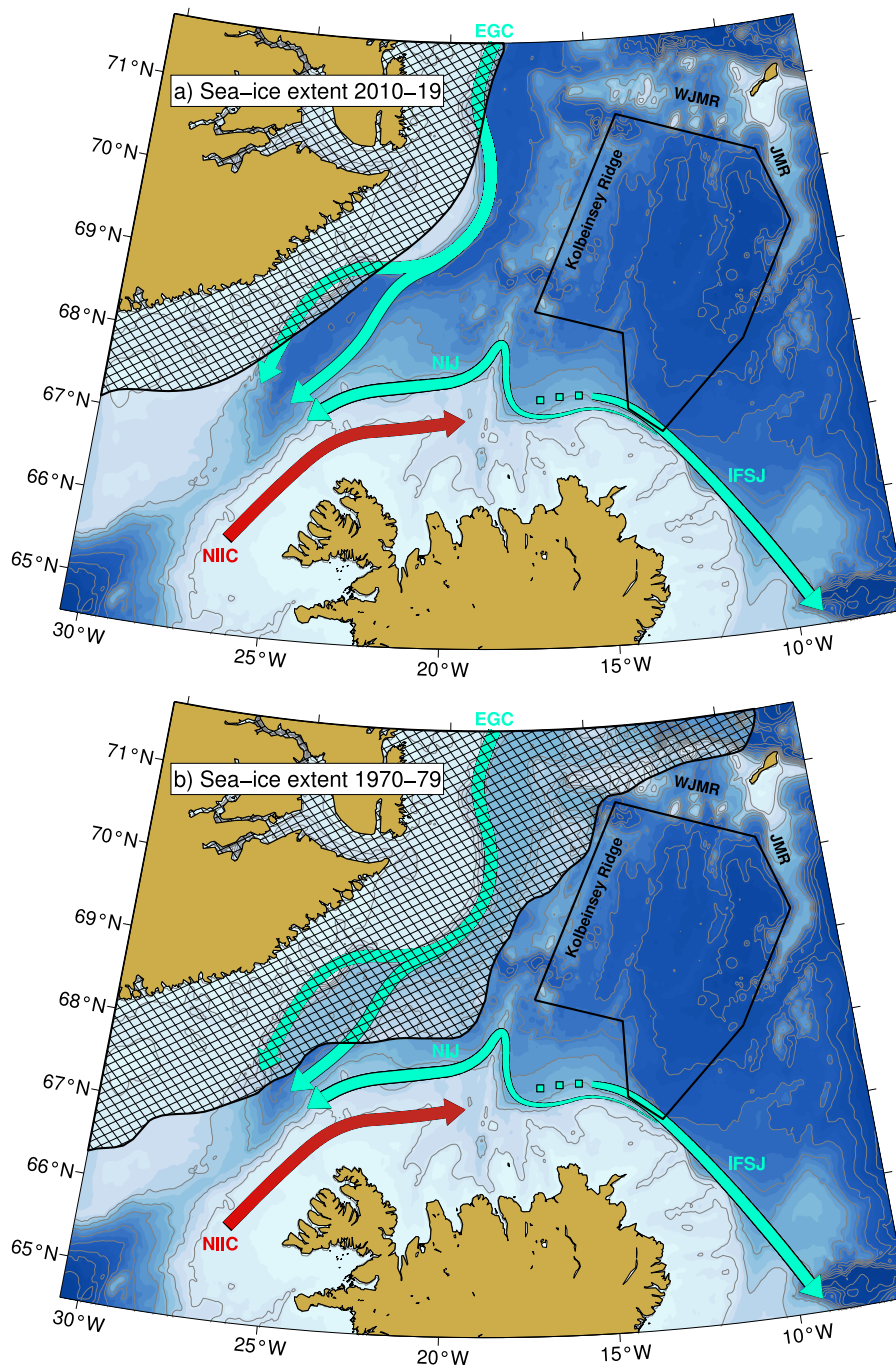 EGC
71°N
a) Sea-ice extent 2010-19
WJMR
70°N
JMR
Kolbeinsey Ridge
69°N
68°N
NIJ
67°N
66°N
IFSJ
NIIC
65°N
30°W
25°W
20°W
15°W
10°W
EGC
71°N
b) Sea-ice extent 1970-79
WJMR
70°N
JMR
Kolbeinsey Ridge
69°N
68°N
NIJ
67°N
66°N
IFSJ
NIIC
65°N
30°W
25°W
20°W
15°W
10°W